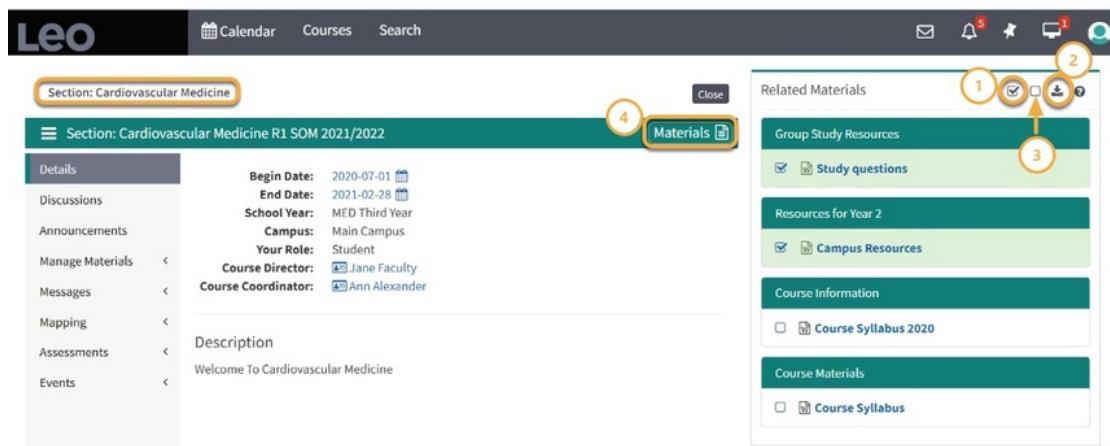 Leo
Calendar Courses Search
5
1
2
Section: Cardiovascular Medicine
Close
Section: Cardiovascular Medicine R1 SOM 2021/2022
4
Materials
Details
Discussions
Announcements
Manage Materials
Messages
Mapping
Assessments
Events
Begin Date: 2020-07-01
End Date: 2021-02-28
School Year: MED Third Year
Campus: Main Campus
Your Role: Student
Course Director: Jane Faculty
Course Coordinator: Ann Alexander
Description
Welcome To Cardiovascular Medicine
Related Materials
1
3
Group Study Resources
Study questions
Resources for Year 2
Campus Resources
Course Information
Course Syllabus 2020
Course Materials
Course Syllabus